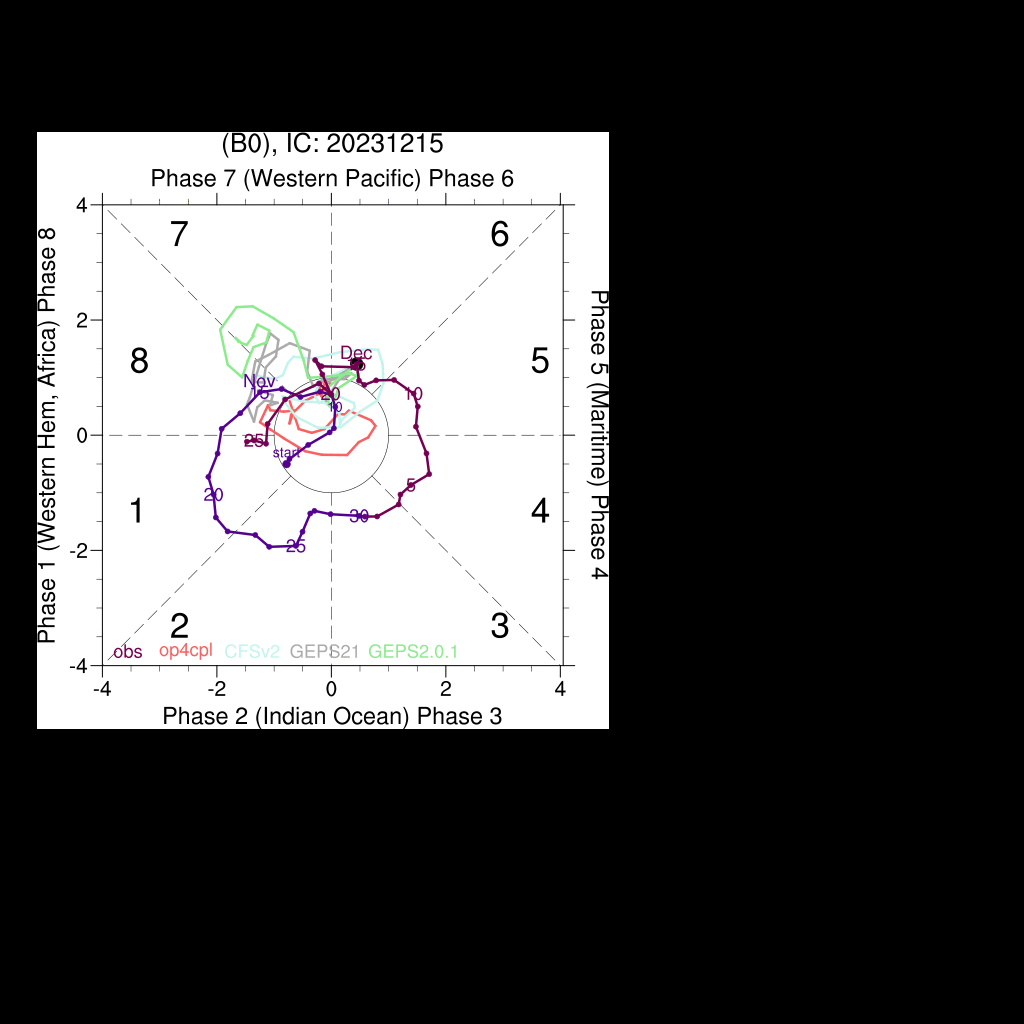 (B0), IC: 20231215
Phase 7 (Western Pacific) Phase 6
Phase 1 (Western Hem, Africa) Phase 8
Phase 5 (Maritime) Phase 4
4
2
0
-2
-4
7
6
8
5
1
4
2
3
Dec
15
Nov
15
10
20
10
25
start
5
20
30
25
obs op4cpl CFSv2 GEPS21 GEPS2.0.1
-4 -2 0 2 4
Phase 2 (Indian Ocean) Phase 3